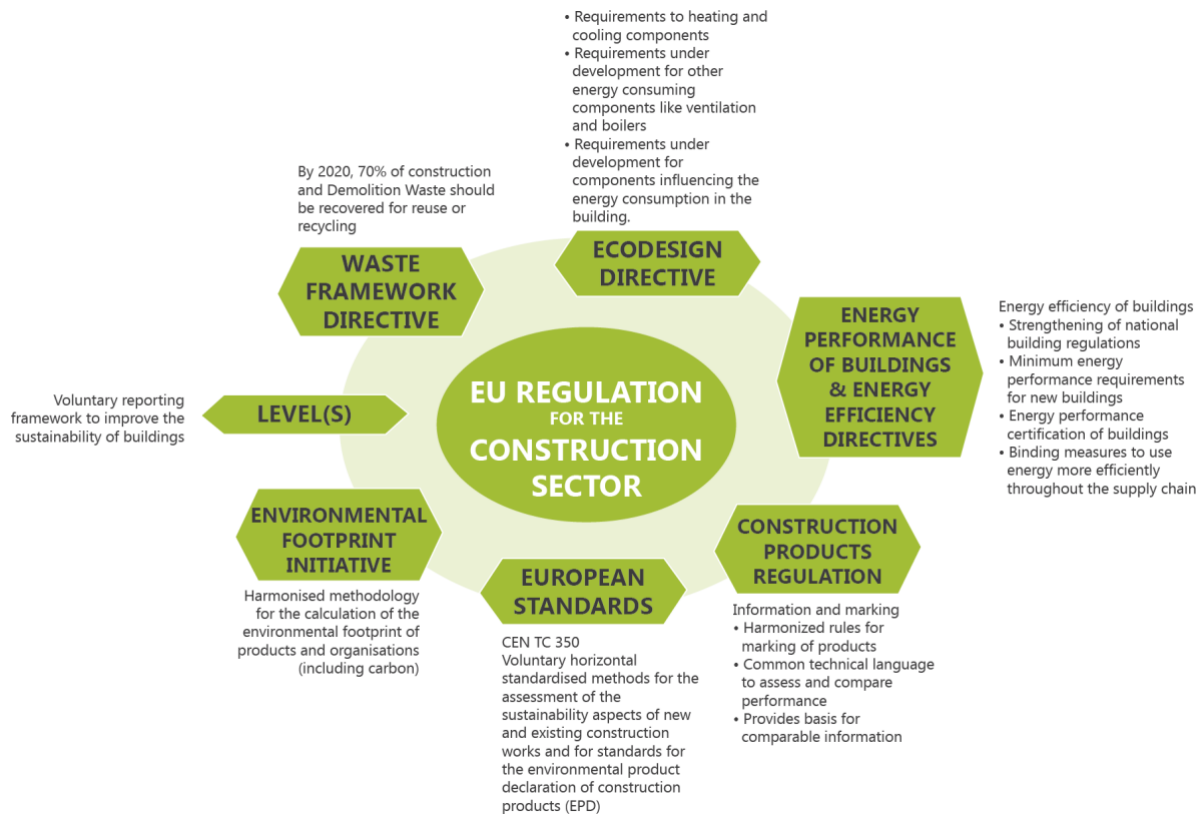 • Requirements to heating and
cooling components
• Requirements under
development for other
energy consuming
components like ventilation
and boilers
• Requirements under
development for
components influencing the
energy consumption in the
building.
ECODESIGN
DIRECTIVE
By 2020, 70% of construction
and Demolition Waste should
be recovered for reuse or
recycling
WASTE
FRAMEWORK
DIRECTIVE
ENERGY
PERFORMANCE
OF BUILDINGS
& ENERGY
EFFICIENCY
DIRECTIVES
Energy efficiency of buildings
• Strengthening of national
building regulations
• Minimum energy
performance requirements
for new buildings
• Energy performance
certification of buildings
• Binding measures to use
energy more efficiently
throughout the supply chain
Voluntary reporting
framework to improve the
sustainability of buildings
LEVEL(S)
EU REGULATION
FOR THE
CONSTRUCTION
SECTOR
ENVIRONMENTAL
FOOTPRINT
INITIATIVE
Harmonised methodology
for the calculation of the
environmental footprint of
products and organisations
(including carbon)
EUROPEAN
STANDARDS
CEN TC 350
Voluntary horizontal
standardised methods for the
assessment of the
sustainability aspects of new
and existing construction
works and for standards for
the environmental product
declaration of construction
products (EPD)
CONSTRUCTION
PRODUCTS
REGULATION
Information and marking
• Harmonized rules for
marking of products
• Common technical language
to assess and compare
performance
• Provides basis for
comparable information